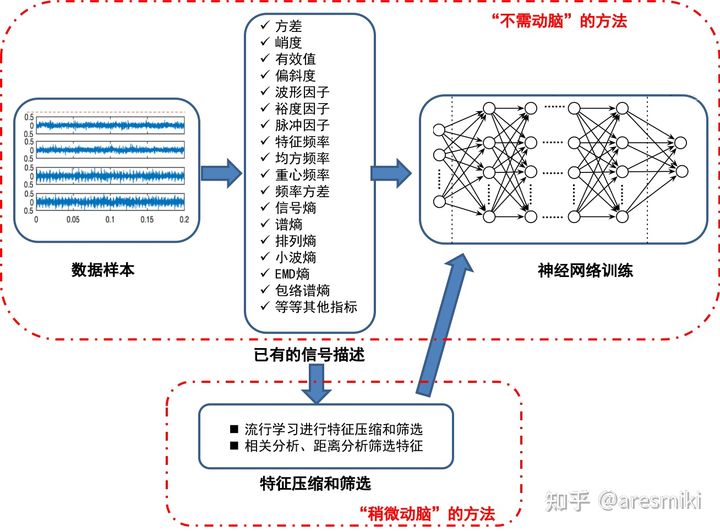 “不需动脑”的方法
0.5
0
0.5
0
0.5
0
0.5
0
0.5
0 0.05 0.1 0.15 0.2
数据样本
✓ 方差
✓ 峭度
✓ 有效值
✓ 偏斜度
✓ 波形因子
✓ 裕度因子
✓ 脉冲因子
✓ 特征频率
✓ 均方频率
✓ 重心频率
✓ 频率方差
✓ 信号熵
✓ 谱熵
✓ 排列熵
✓ 小波熵
✓ EMD熵
✓ 包络谱熵
✓ 等等其他指标
已有的信号描述
神经网络训练
■ 流行学习进行特征压缩和筛选
■ 相关分析、距离分析筛选特征
特征压缩和筛选
“稍微动脑”的方法
知乎 @aresmiki